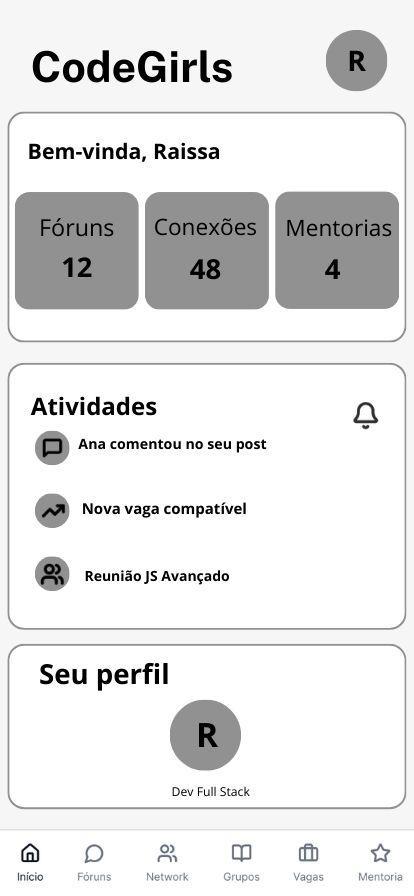 CodeGirls
R
Bem-vinda, Raissa
Fóruns Conexões Mentorias
12 48 4
Atividades
Ana comentou no seu post
Nova vaga compatível
Reunião JS Avançado
Seu perfil
R
Dev Full Stack
Início Fóruns Network Grupos Vagas Mentoria